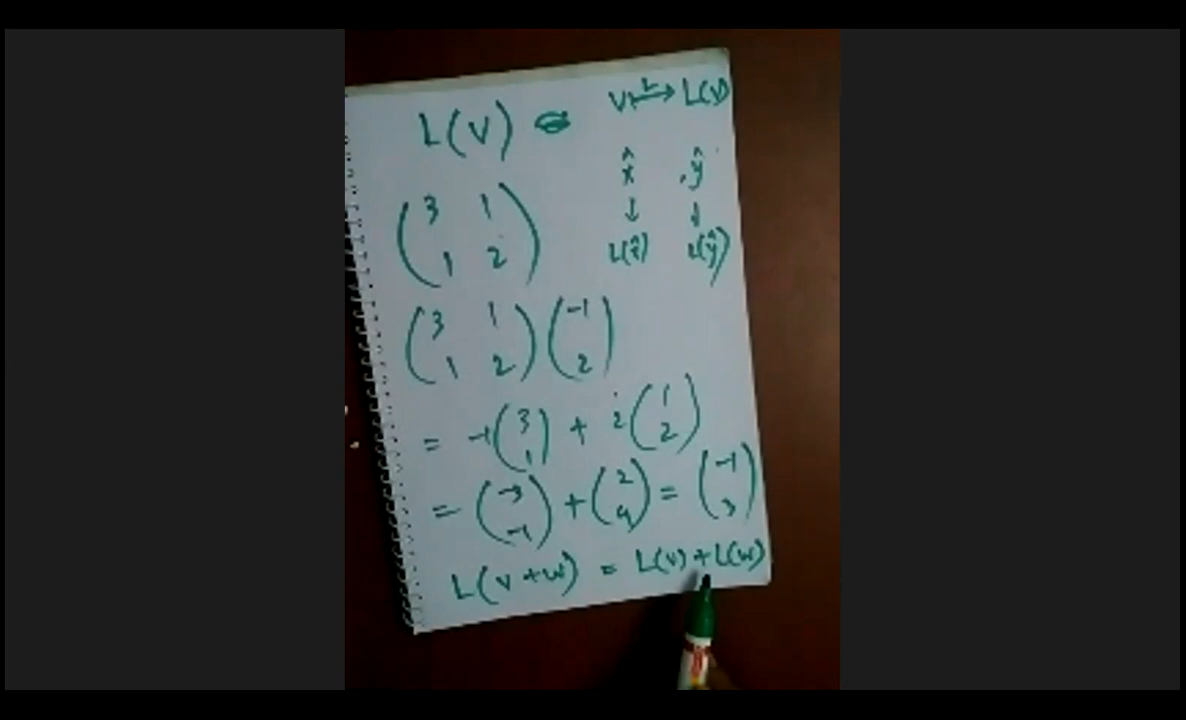 L(v) =
v ↦ᴸ L(v)
x̂ , ŷ
↓ ↓
L(x̂) L(ŷ)
( 3 1 )
( 1 2 )
( 3 1 ) ( -1 )
( 1 2 ) ( 2 )
= -1 ( 3 ) + 2 ( 1 )
( 1 ) ( 2 )
= ( -3 ) + ( 2 ) = ( -1 )
( -1 ) ( 4 ) ( 3 )
L(v+w) = L(v)+L(w)